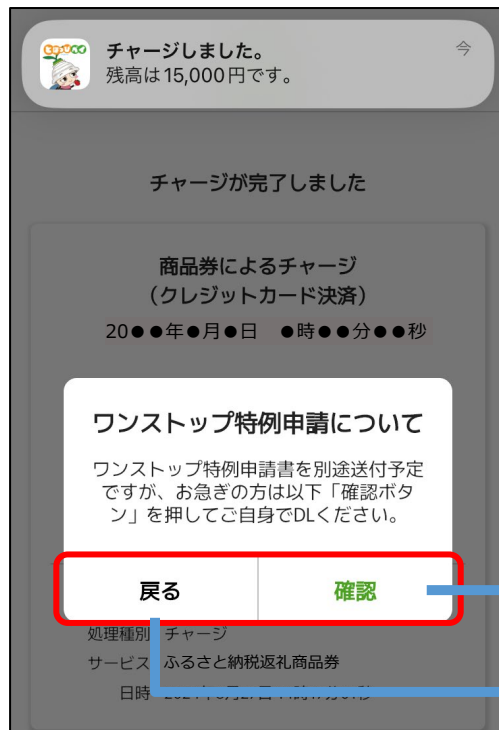 チャージしました。
今
残高は15,000円です。
チャージが完了しました
商品券によるチャージ
(クレジットカード決済)
20●●年●月●日 ●時●●分●●秒
ワンストップ特例申請について
ワンストップ特例申請書を別途送付予定
ですが、お急ぎの方は以下「確認ボタ
ン」を押してご自身でDLください。
戻る
確認
処理種別 チャージ
サービス ふるさと納税返礼商品券
日時